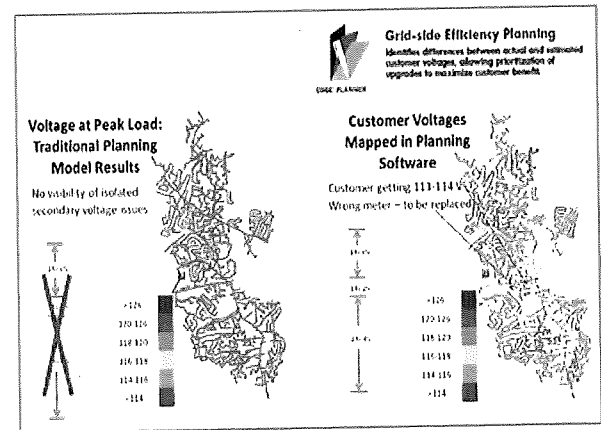 Grid-side Efficiency Planning
Identifies differences between actual and estimated
customer voltages, allowing prioritization of
upgrades to maximize customer benefit
EDGE PLANNER
Voltage at Peak Load:
Traditional Planning
Model Results
No visibility of isolated
secondary voltage issues
>126
120-126
118-120
116-118
114-116
>114
Customer Voltages
Mapped in Planning
Software
Customer getting 113-114 V
Wrong meter – to be replaced
>126
120-126
118-120
116-118
114-116
>114